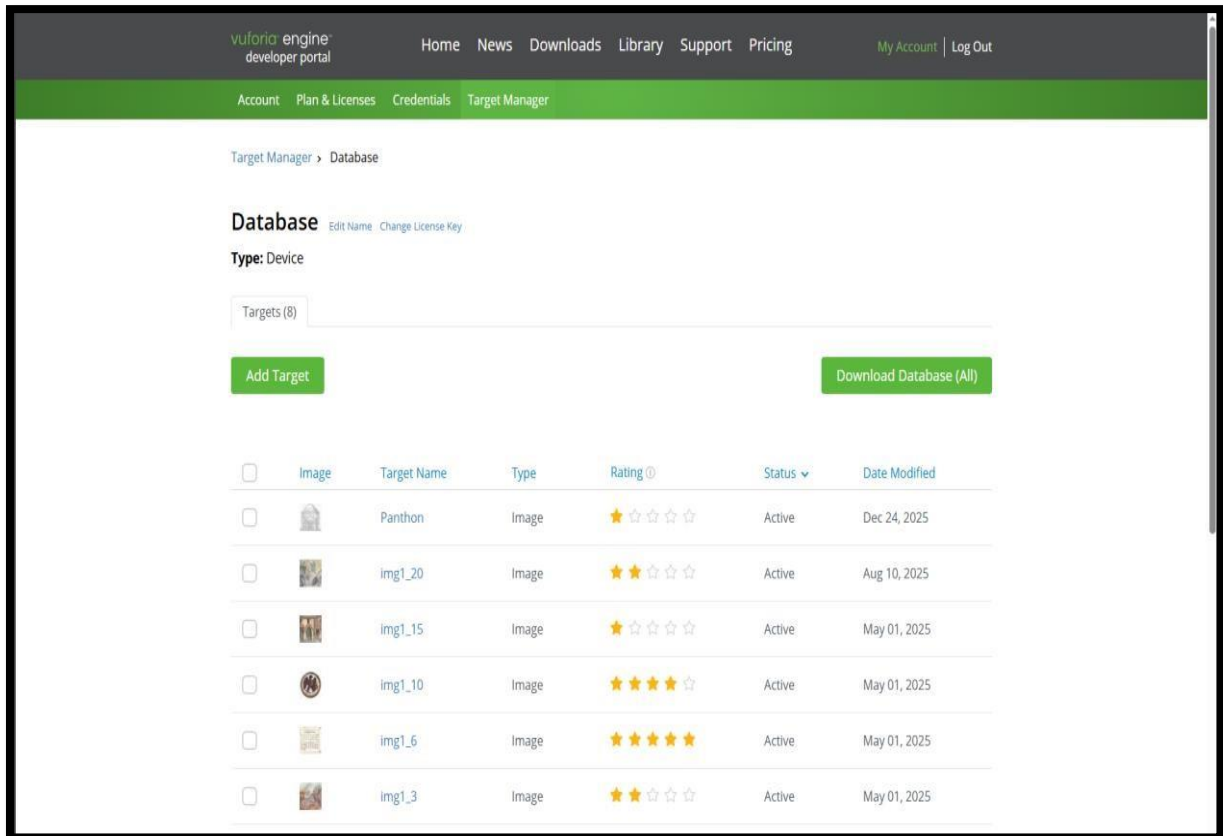 vuforia engine™
developer portal
Home News Downloads Library Support Pricing
My Account | Log Out
Account Plan & Licenses Credentials Target Manager
Target Manager › Database
Database Edit Name Change License Key
Type: Device
Targets (8)
Add Target
Download Database (All)
Image Target Name Type Rating Status Date Modified
Panthon Image Active Dec 24, 2025
img1_20 Image Active Aug 10, 2025
img1_15 Image Active May 01, 2025
img1_10 Image Active May 01, 2025
img1_6 Image Active May 01, 2025
img1_3 Image Active May 01, 2025